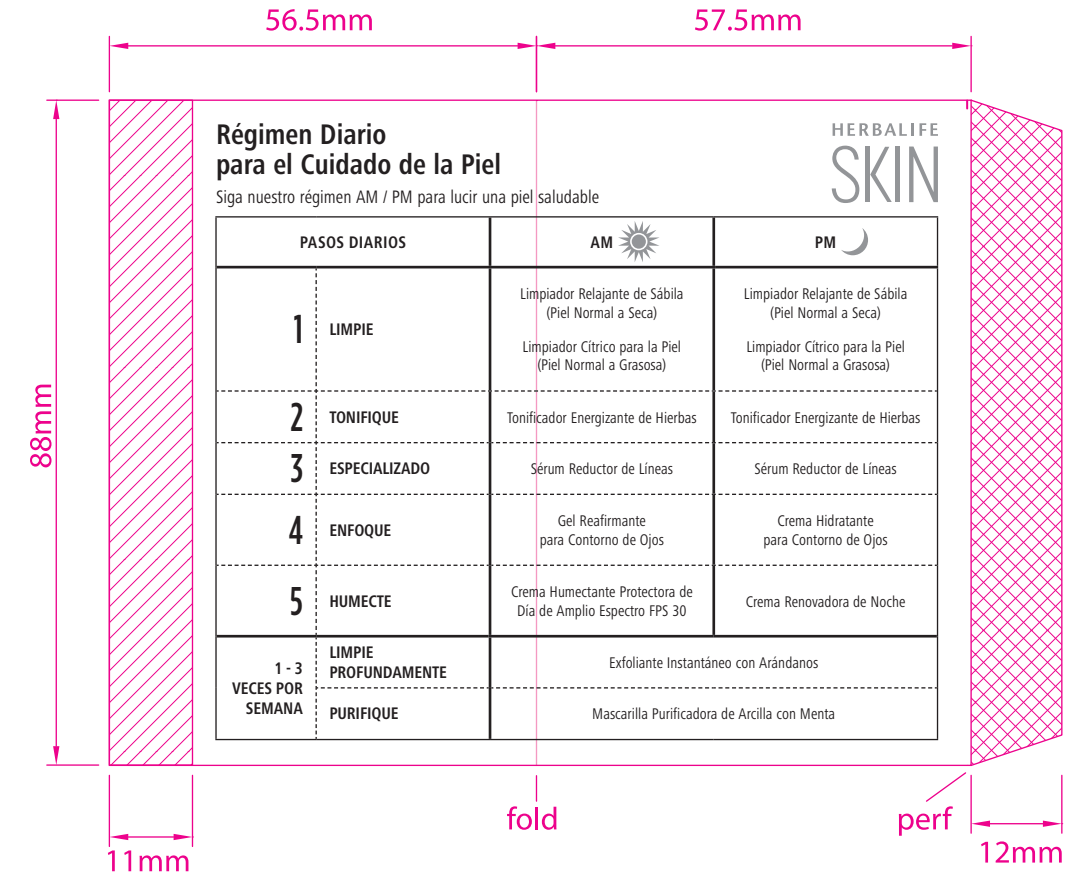 56.5mm
57.5mm
Régimen Diario
para el Cuidado de la Piel
Siga nuestro régimen AM / PM para lucir una piel saludable
HERBALIFE
SKIN
PASOS DIARIOS
AM
PM
1
LIMPIE
Limpiador Relajante de Sábila
(Piel Normal a Seca)
Limpiador Cítrico para la Piel
(Piel Normal a Grasosa)
Limpiador Relajante de Sábila
(Piel Normal a Seca)
Limpiador Cítrico para la Piel
(Piel Normal a Grasosa)
2
TONIFIQUE
Tonificador Energizante de Hierbas
Tonificador Energizante de Hierbas
3
ESPECIALIZADO
Sérum Reductor de Líneas
Sérum Reductor de Líneas
4
ENFOQUE
Gel Reafirmante
para Contorno de Ojos
Crema Hidratante
para Contorno de Ojos
5
HUMECTE
Crema Humectante Protectora de
Día de Amplio Espectro FPS 30
Crema Renovadora de Noche
1 - 3
VECES POR
SEMANA
LIMPIE
PROFUNDAMENTE
Exfoliante Instantáneo con Arándanos
PURIFIQUE
Mascarilla Purificadora de Arcilla con Menta
88mm
fold
perf
11mm
12mm